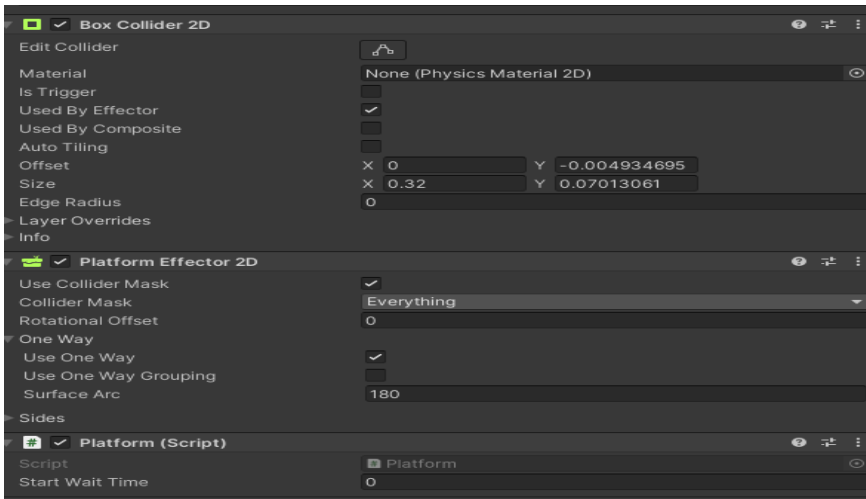 Box Collider 2D
Edit Collider
Material None (Physics Material 2D)
Is Trigger
Used By Effector
Used By Composite
Auto Tiling
Offset X 0 Y -0.004934695
Size X 0.32 Y 0.07013061
Edge Radius 0
Layer Overrides
Info
Platform Effector 2D
Use Collider Mask
Collider Mask Everything
Rotational Offset 0
One Way
Use One Way
Use One Way Grouping
Surface Arc 180
Sides
# Platform (Script)
Script # Platform
Start Wait Time 0